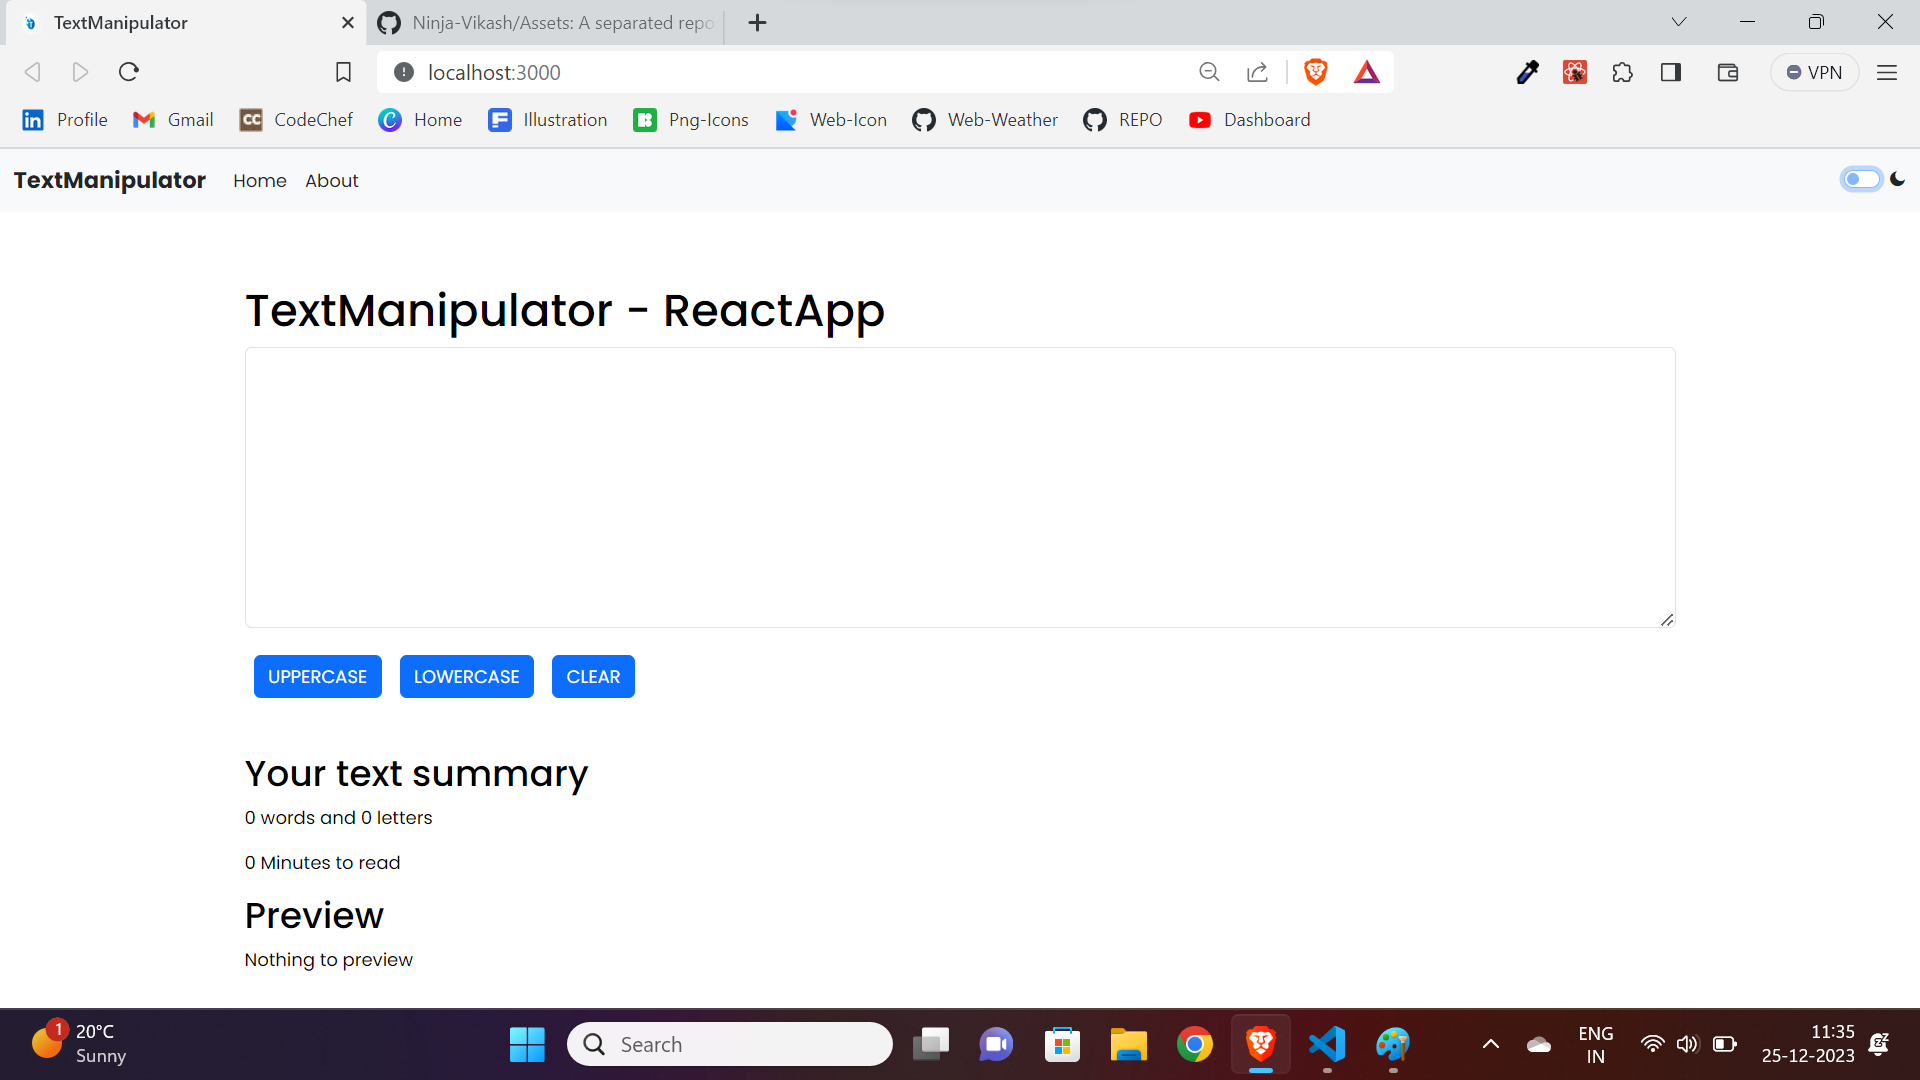 TextManipulator
Ninja-Vikash/Assets: A separated repo
localhost:3000
VPN
Profile Gmail CodeChef Home Illustration Png-Icons Web-Icon Web-Weather REPO Dashboard
TextManipulator Home About
TextManipulator - ReactApp
UPPERCASE LOWERCASE CLEAR
Your text summary
0 words and 0 letters
0 Minutes to read
Preview
Nothing to preview
1
20°C
Sunny
Search
ENG
IN
11:35
25-12-2023